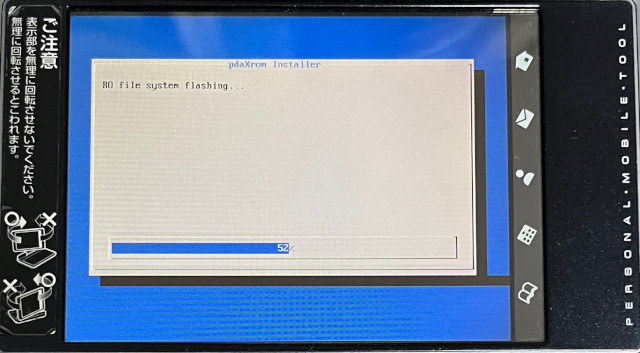 ご注意
表示部を無理に回転させないでください。
無理に回転させるとこわれます。
pdaXrom Installer
RO file system flashing...
52%
PERSONAL・MOBILE・TOOL